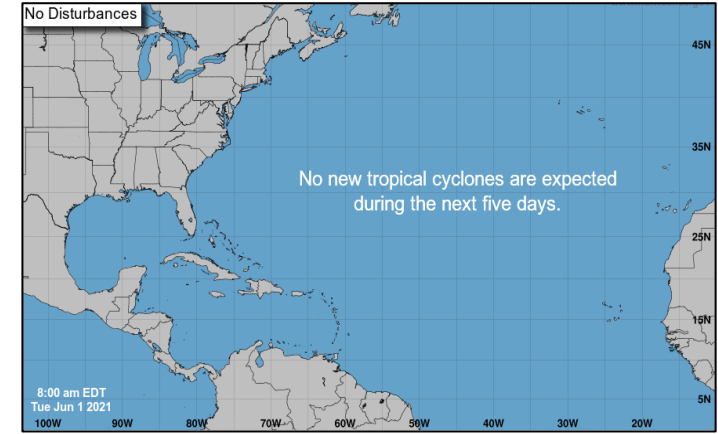 No Disturbances
45N
35N
No new tropical cyclones are expected
during the next five days.
25N
15N
8:00 am EDT
Tue Jun 1 2021
5N
100W 90W 80W 70W 60W 50W 40W 30W 20W